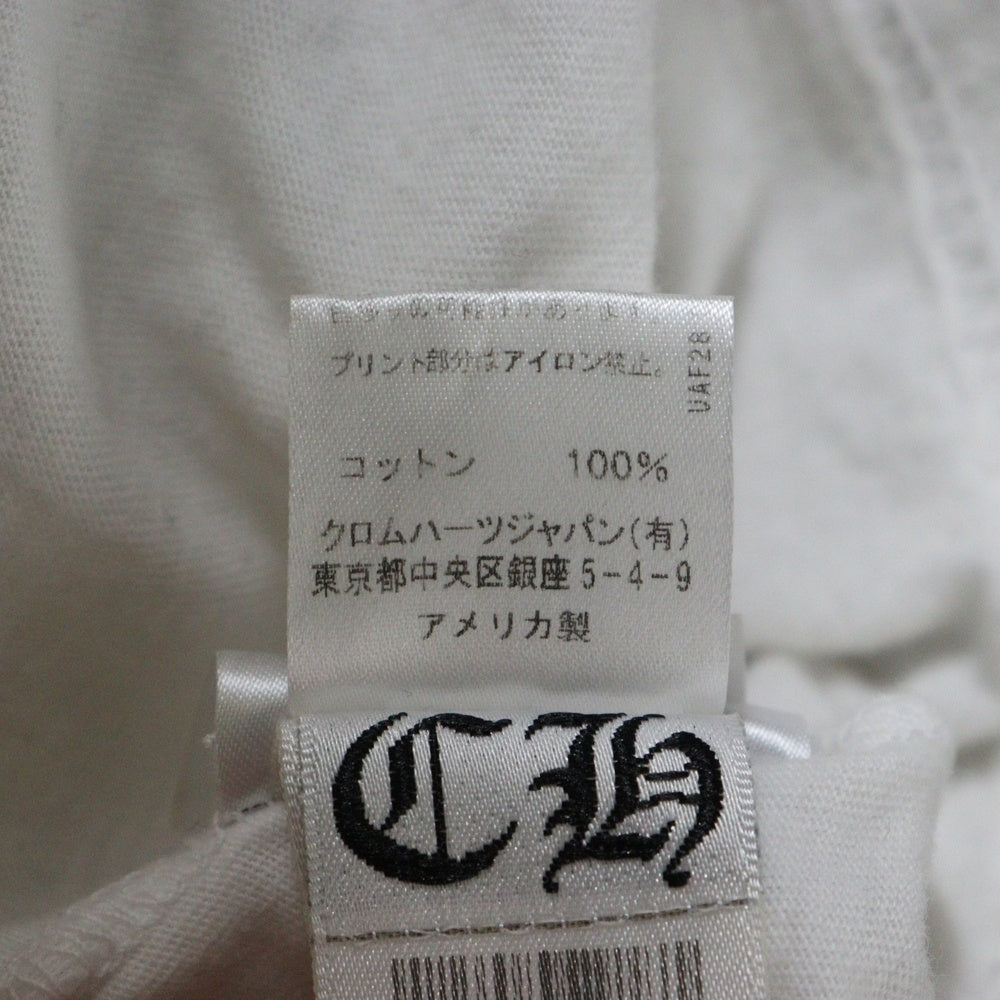 プリント部分はアイロン禁止。
UAF28
コットン 100%
クロムハーツジャパン(有)
東京都中央区銀座5-4-9
アメリカ製
CH